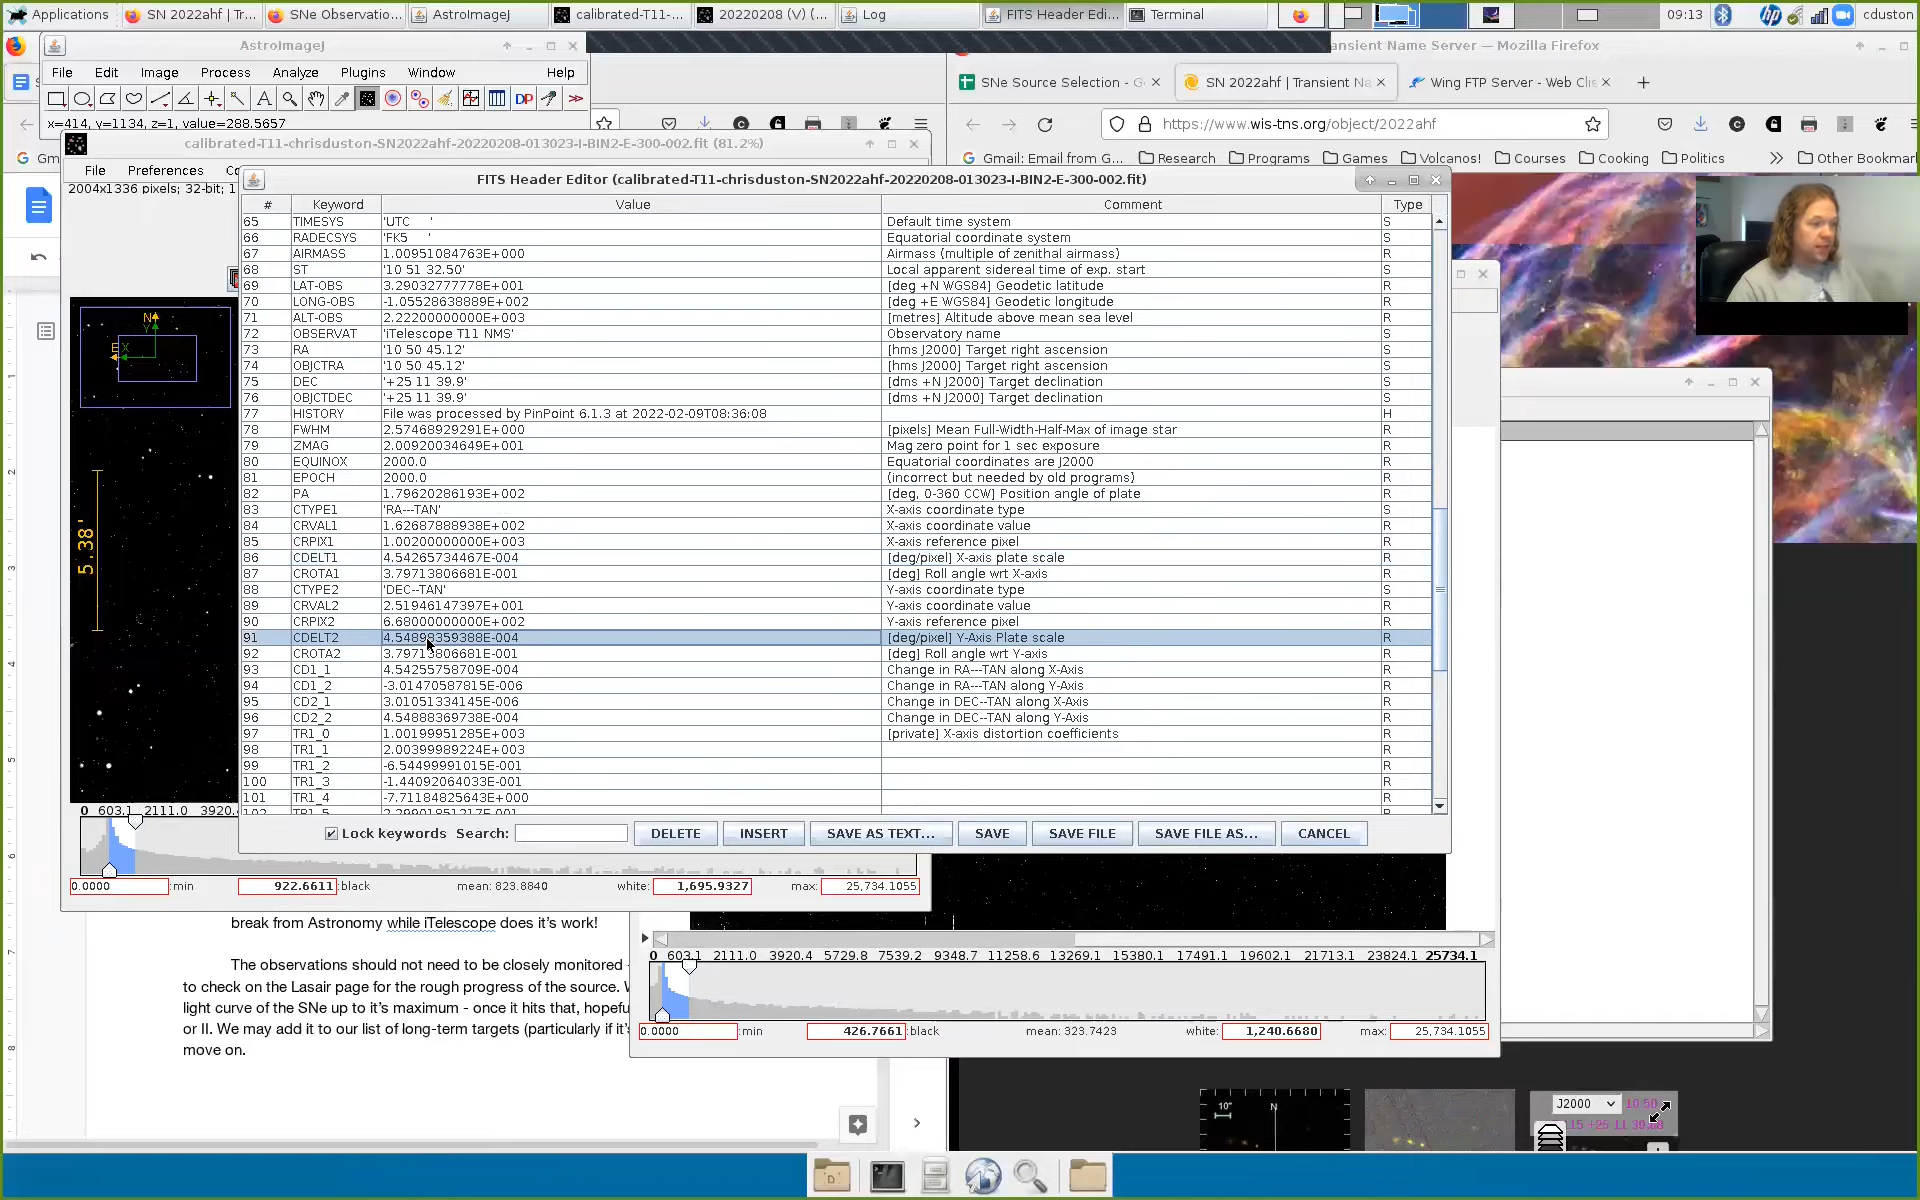 Applications
SN 2022ahf | Tr...
SNe Observatio...
AstroImageJ
calibrated-T11-...
20220208 (V) (...
Log
FITS Header Edi...
Terminal
09:13
AstroImageJ
File Edit Image Process Analyze Plugins Window Help
DP
x=414, y=1134, z=1, value=288.5657
ansient Name Server — Mozilla Firefox
SNe Source Selection - G
SN 2022ahf | Transient Na
Wing FTP Server - Web Clie
https://www.wis-tns.org/object/2022ahf
Gm
Gmail: Email from G...
Research
Programs
Games
Volcanos!
Courses
Cooking
Politics
Other Bookmar
calibrated-T11-chrisduston-SN2022ahf-20220208-013023-I-BIN2-E-300-002.fit (81.2%)
File Preferences Co
2004x1336 pixels; 32-bit; 1
FITS Header Editor (calibrated-T11-chrisduston-SN2022ahf-20220208-013023-I-BIN2-E-300-002.fit)
# Keyword Value Comment Type
65 TIMESYS 'UTC ' Default time system S
66 RADECSYS 'FK5 ' Equatorial coordinate system S
67 AIRMASS 1.00951084763E+000 Airmass (multiple of zenithal airmass) R
68 ST '10 51 32.50' Local apparent sidereal time of exp. start S
69 LAT-OBS 3.29032777778E+001 [deg +N WGS84] Geodetic latitude R
70 LONG-OBS -1.05528638889E+002 [deg +E WGS84] Geodetic longitude R
71 ALT-OBS 2.22200000000E+003 [metres] Altitude above mean sea level R
72 OBSERVAT 'iTelescope T11 NMS' Observatory name S
73 RA '10 50 45.12' [hms J2000] Target right ascension S
74 OBJCTRA '10 50 45.12' [hms J2000] Target right ascension S
75 DEC '+25 11 39.9' [dms +N J2000] Target declination S
76 OBJCTDEC '+25 11 39.9' [dms +N J2000] Target declination S
77 HISTORY File was processed by PinPoint 6.1.3 at 2022-02-09T08:36:08 H
78 FWHM 2.57468929291E+000 [pixels] Mean Full-Width-Half-Max of image star R
79 ZMAG 2.00920034649E+001 Mag zero point for 1 sec exposure R
80 EQUINOX 2000.0 Equatorial coordinates are J2000 R
81 EPOCH 2000.0 (incorrect but needed by old programs) R
82 PA 1.79620286193E+002 [deg, 0-360 CCW] Position angle of plate R
83 CTYPE1 'RA---TAN' X-axis coordinate type S
84 CRVAL1 1.62687888938E+002 X-axis coordinate value R
85 CRPIX1 1.00200000000E+003 X-axis reference pixel R
86 CDELT1 4.54265734467E-004 [deg/pixel] X-axis plate scale R
87 CROTA1 3.79713806681E-001 [deg] Roll angle wrt X-axis R
88 CTYPE2 'DEC--TAN' Y-axis coordinate type S
89 CRVAL2 2.51946147397E+001 Y-axis coordinate value R
90 CRPIX2 6.68000000000E+002 Y-axis reference pixel R
91 CDELT2 4.54898359388E-004 [deg/pixel] Y-Axis Plate scale R
92 CROTA2 3.79713806681E-001 [deg] Roll angle wrt Y-axis R
93 CD1_1 4.54255758709E-004 Change in RA---TAN along X-Axis R
94 CD1_2 -3.01470587815E-006 Change in RA---TAN along Y-Axis R
95 CD2_1 3.01051334145E-006 Change in DEC--TAN along X-Axis R
96 CD2_2 4.54888369738E-004 Change in DEC--TAN along Y-Axis R
97 TR1_0 1.00199951285E+003 [private] X-axis distortion coefficients R
98 TR1_1 2.00399989224E+003 R
99 TR1_2 -6.54499991015E-001 R
100 TR1_3 -1.44092064033E-001 R
101 TR1_4 -7.71184825643E+000 R
Lock keywords Search: DELETE INSERT SAVE AS TEXT... SAVE SAVE FILE SAVE FILE AS... CANCEL
N
Y
E X
5.38'
0 603.1 2111.0 3920.
0.0000 :min 922.6611 :black mean: 823.8840 white: 1,695.9327 max: 25,734.1055
break from Astronomy while iTelescope does it's work!
The observations should not need to be closely monitored
to check on the Lasair page for the rough progress of the source.
light curve of the SNe up to it's maximum - once it hits that, hopefu
or II. We may add it to our list of long-term targets (particularly if it's
move on.
1
2
3
4
5
6
7
8
0 603.1 2111.0 3920.4 5729.8 7539.2 9348.7 11258.6 13269.1 15380.1 17491.1 19602.1 21713.1 23824.1 25734.1
0.0000 :min 426.7661 :black mean: 323.7423 white: 1,240.6680 max: 25,734.1055
10"
N
J2000
10 50